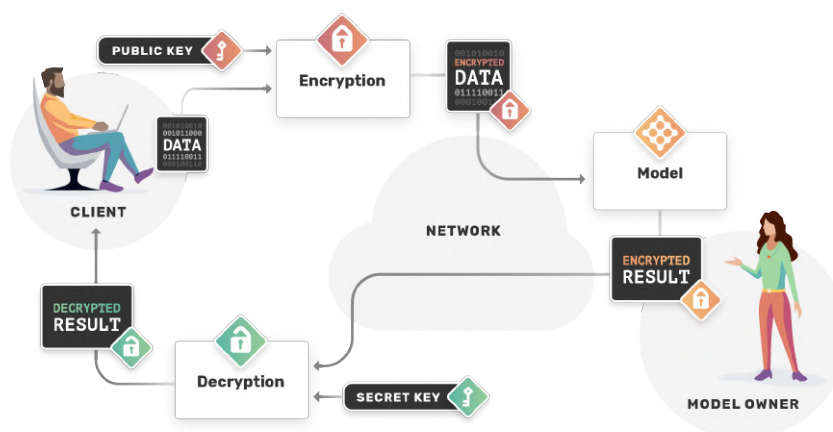 PUBLIC KEY
Encryption
001010010
ENCRYPTED
DATA
011110011
001010010
001011000
DATA
011110011
000100110
CLIENT
Model
NETWORK
ENCRYPTED
RESULT
DECRYPTED
RESULT
Decryption
SECRET KEY
MODEL OWNER